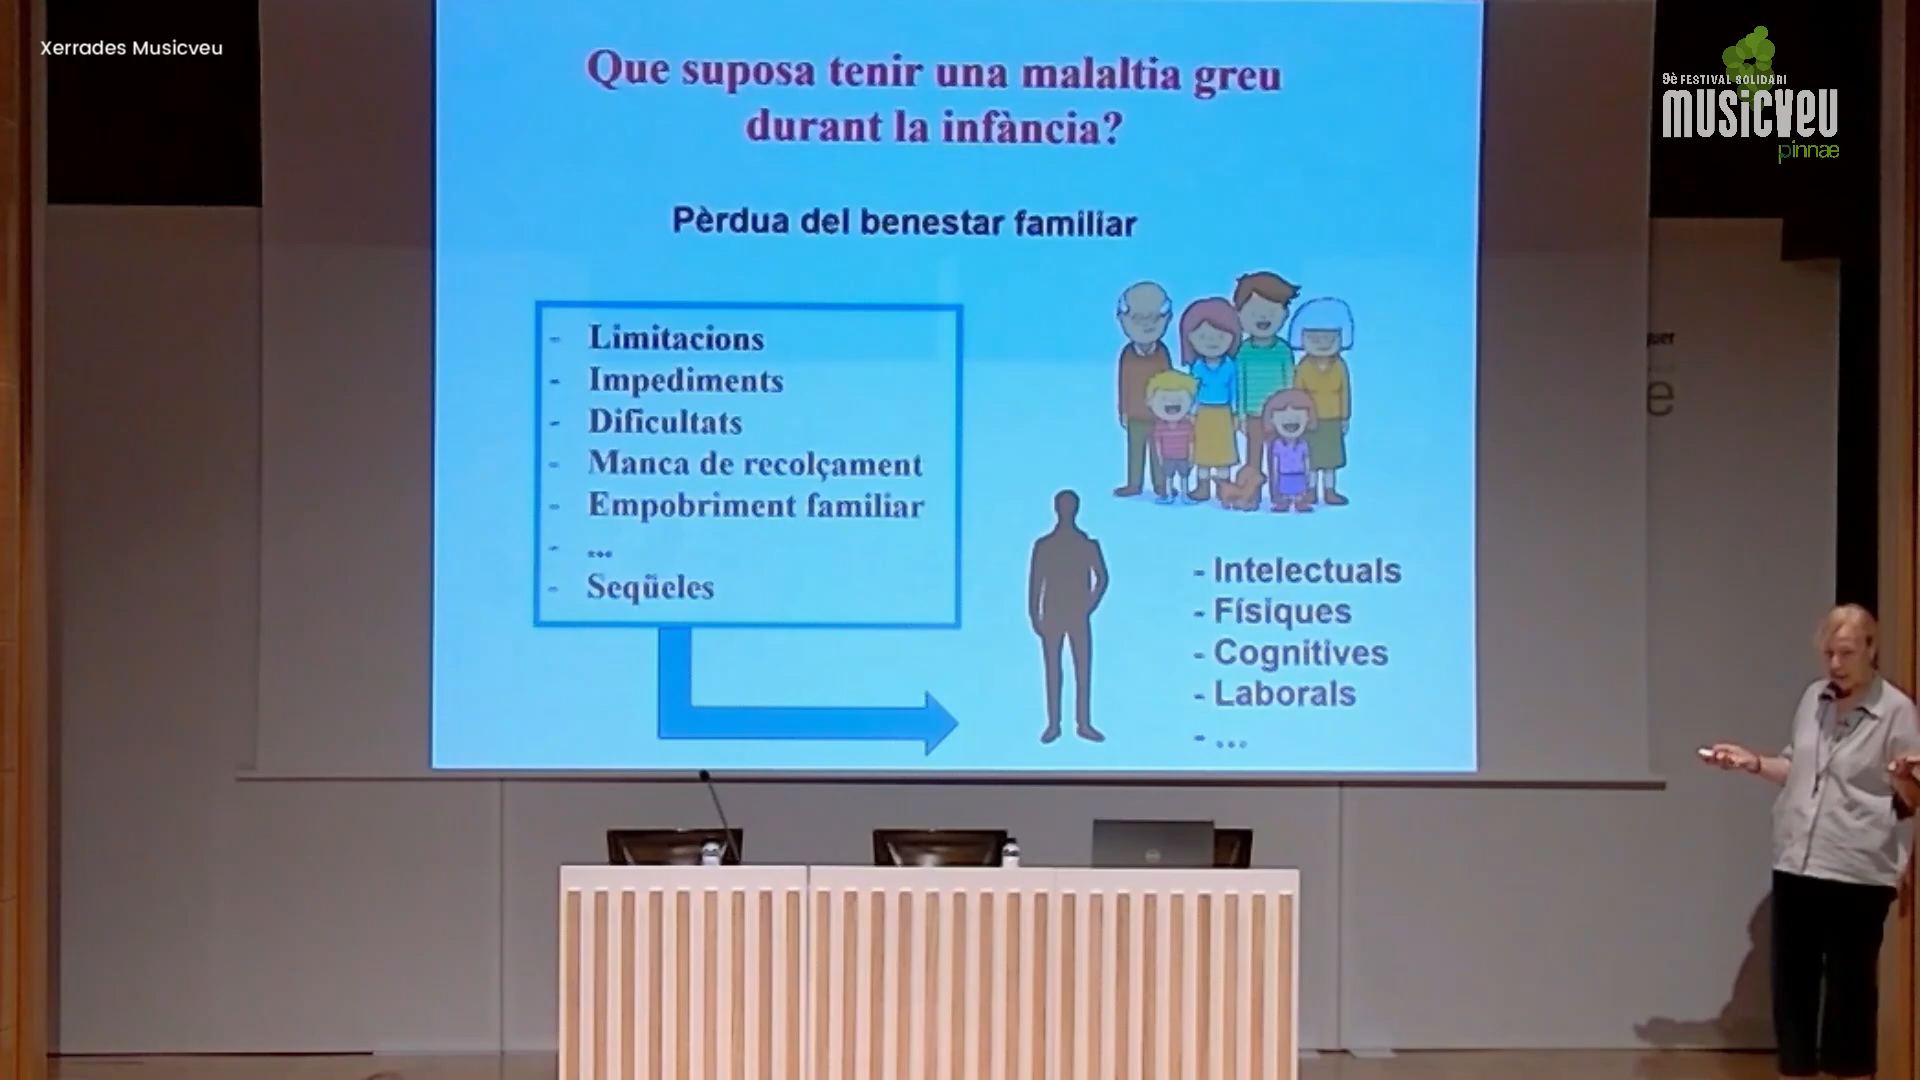 Xerrades Musicveu
9è FESTIVAL SOLIDARI
musicveu
pinnae
Que suposa tenir una malaltia greu
durant la infància?
Pèrdua del benestar familiar
- Limitacions
- Impediments
- Dificultats
- Manca de recolçament
- Empobriment familiar
- ...
- Seqüeles
- Intelectuals
- Físiques
- Cognitives
- Laborals
- ...